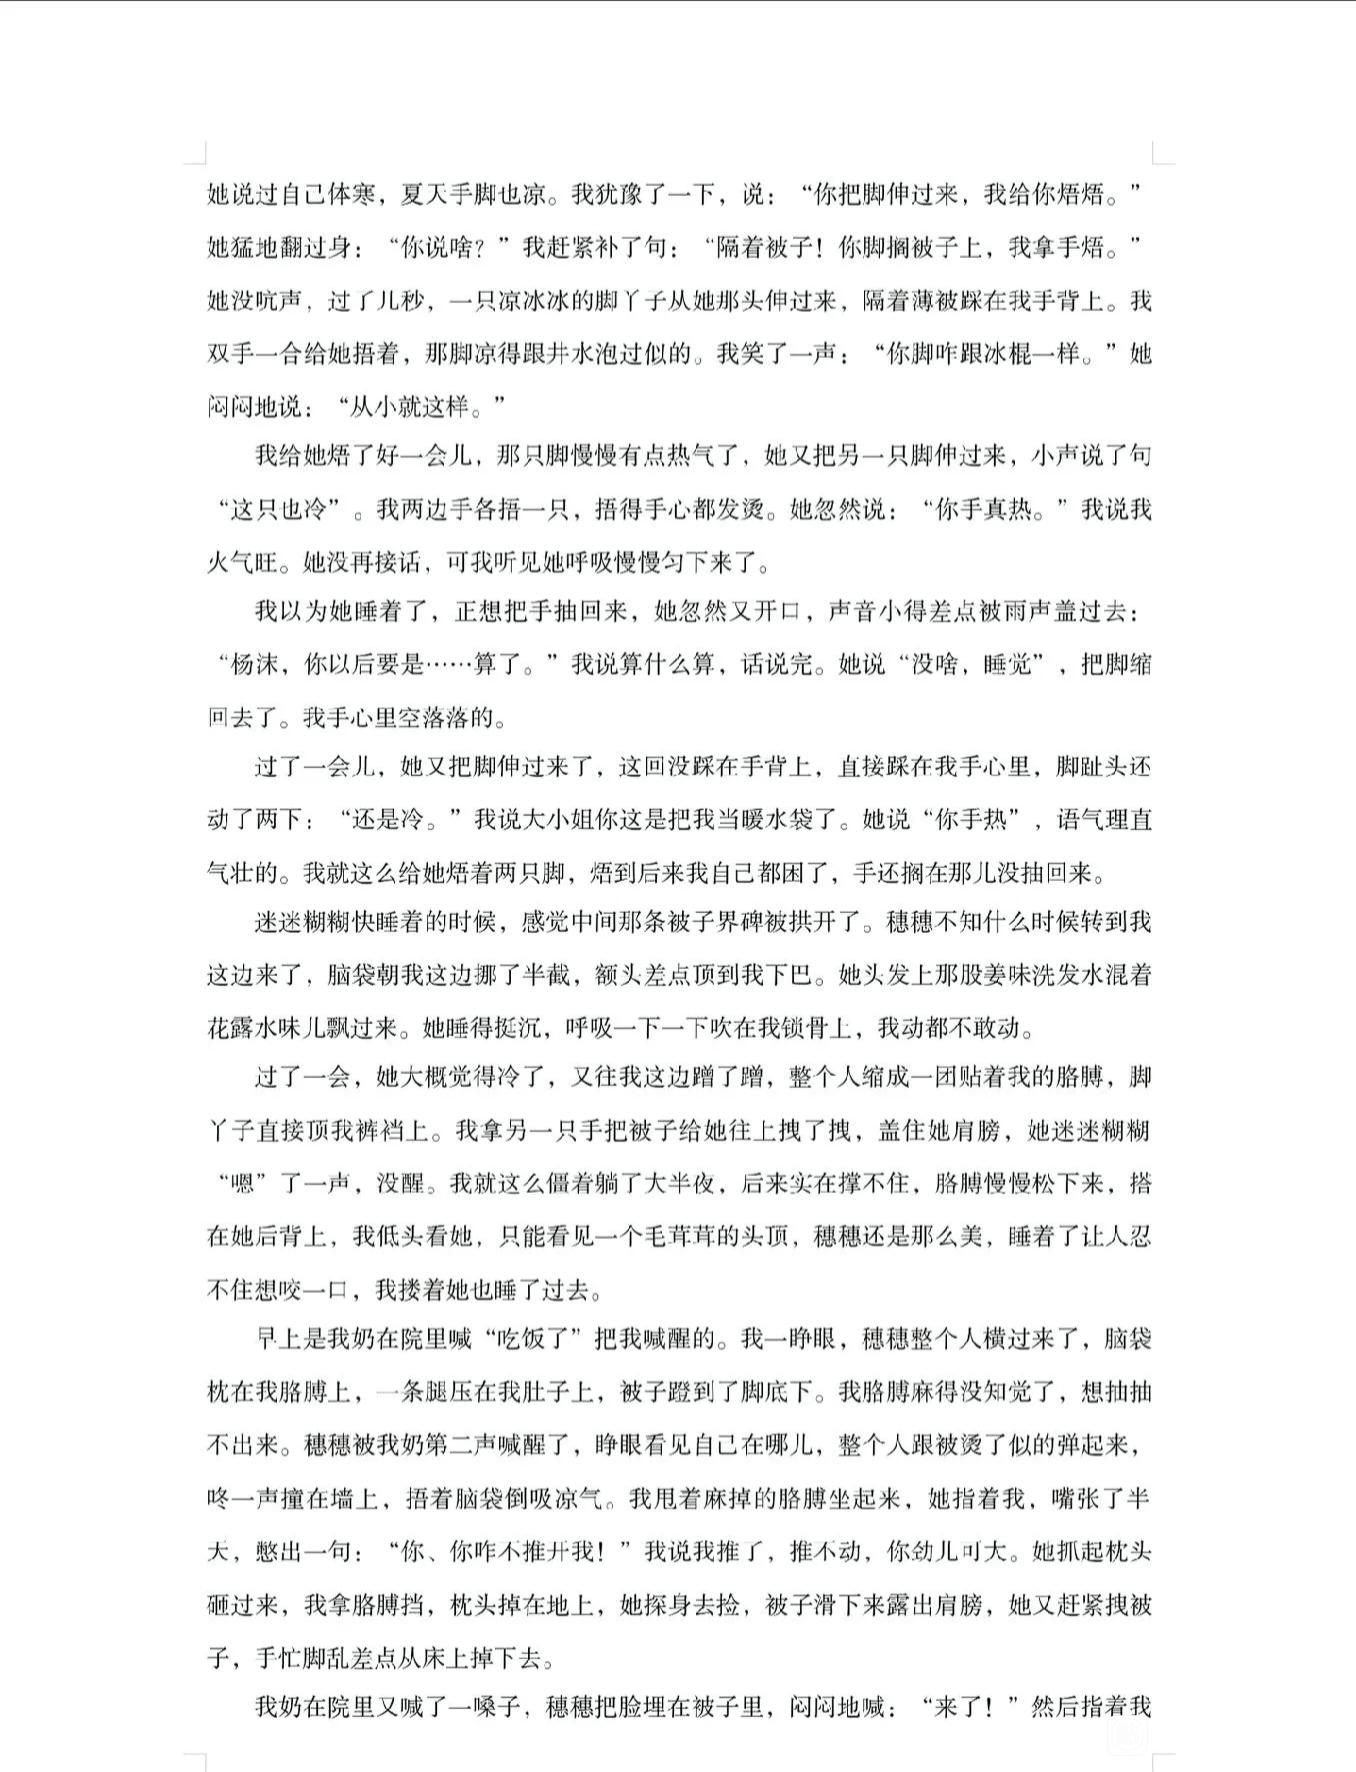 她说过自己体寒，夏天手脚也凉。我犹豫了一下，说：“你把脚伸过来，我给你焐焐。”
她猛地翻过身：“你说啥？”我赶紧补了句：“隔着被子！你脚搁被子上，我拿手焐。”
她没吭声，过了几秒，一只凉冰冰的脚丫子从她那头伸过来，隔着薄被踩在我手背上。我
双手一合给她捂着，那脚凉得跟井水泡过似的。我笑了一声：“你脚咋跟冰棍一样。”她
闷闷地说：“从小就这样。”
我给她焐了好一会儿，那只脚慢慢有点热气了，她又把另一只脚伸过来，小声说了句
“这只也冷”。我两边手各捂一只，捂得手心都发烫。她忽然说：“你手真热。”我说我
火气旺。她没再接话，可我听见她呼吸慢慢匀下来了。
我以为她睡着了，正想把手抽回来，她忽然又开口，声音小得差点被雨声盖过去：
“杨沫，你以后要是……算了。”我说算什么算，话说完。她说“没啥，睡觉”，把脚缩
回去了。我手心里空落落的。
过了一会儿，她又把脚伸过来了，这回没踩在手背上，直接踩在我手心里，脚趾头还
动了两下：“还是冷。”我说大小姐你这是把我当暖水袋了。她说“你手热”，语气理直
气壮的。我就这么给她焐着两只脚，焐到后来我自己都困了，手还搁在那儿没抽回来。
迷迷糊糊快睡着的时候，感觉中间那条被子界碑被拱开了。穗穗不知什么时候转到我
这边来了，脑袋朝我这边挪了半截，额头差点顶到我下巴。她头发上那股姜味洗发水混着
花露水味儿飘过来。她睡得挺沉，呼吸一下一下吹在我锁骨上，我动都不敢动。
过了一会，她大概觉得冷了，又往我这边蹭了蹭，整个人缩成一团贴着我的胳膊，脚
丫子直接顶我裤裆上。我拿另一只手把被子给她往上拽了拽，盖住她肩膀，她迷迷糊糊
“嗯”了一声，没醒。我就这么僵着躺了大半夜，后来实在撑不住，胳膊慢慢松下来，搭
在她后背上，我低头看她，只能看见一个毛茸茸的头顶，穗穗还是那么美，睡着了让人忍
不住想咬一口，我搂着她也睡了过去。
早上是我奶在院里喊“吃饭了”把我喊醒的。我一睁眼，穗穗整个人横过来了，脑袋
枕在我胳膊上，一条腿压在我肚子上，被子蹬到了脚底下。我胳膊麻得没知觉了，想抽抽
不出来。穗穗被我奶第二声喊醒了，睁眼看见自己在哪儿，整个人跟被烫了似的弹起来，
咚一声撞在墙上，捂着脑袋倒吸凉气。我甩着麻掉的胳膊坐起来，她指着我，嘴张了半
天，憋出一句：“你、你咋不推开我！”我说我推了，推不动，你劲儿可大。她抓起枕头
砸过来，我拿胳膊挡，枕头掉在地上，她探身去捡，被子滑下来露出肩膀，她又赶紧拽被
子，手忙脚乱差点从床上掉下去。
我奶在院里又喊了一嗓子，穗穗把脸埋在被子里，闷闷地喊：“来了！”然后指着我